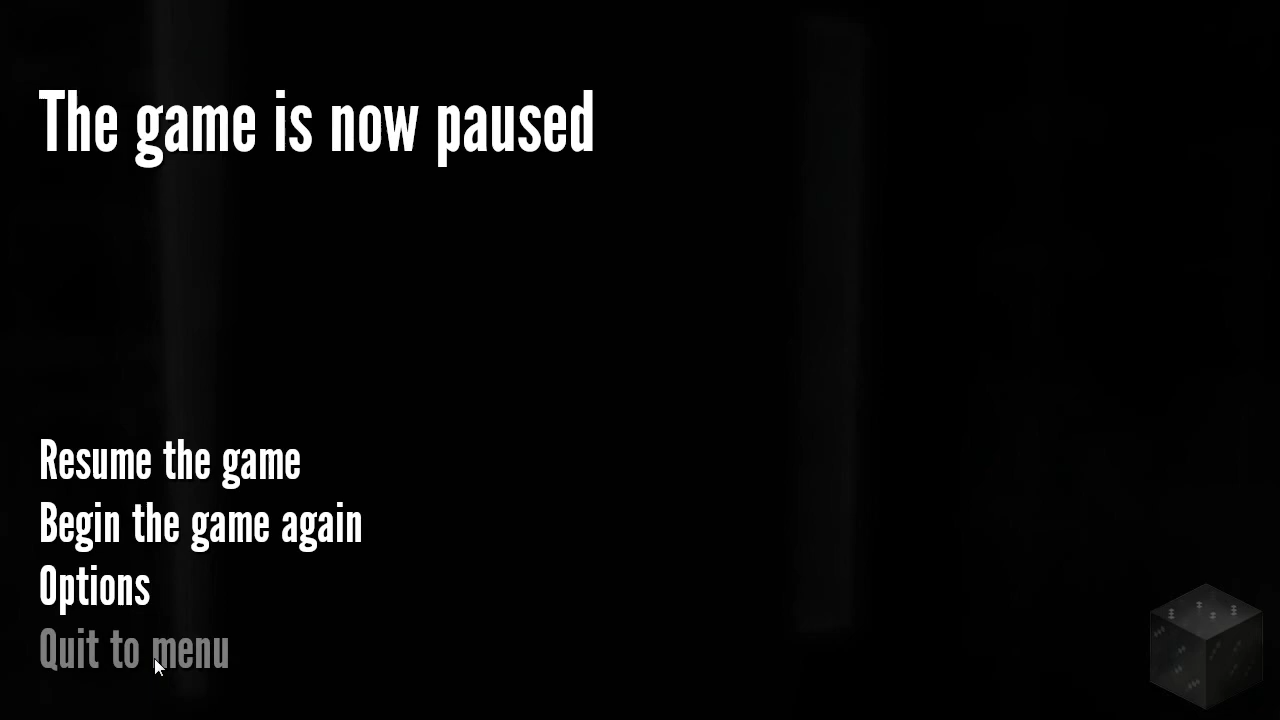 The game is now paused
Resume the game
Begin the game again
Options
Quit to menu